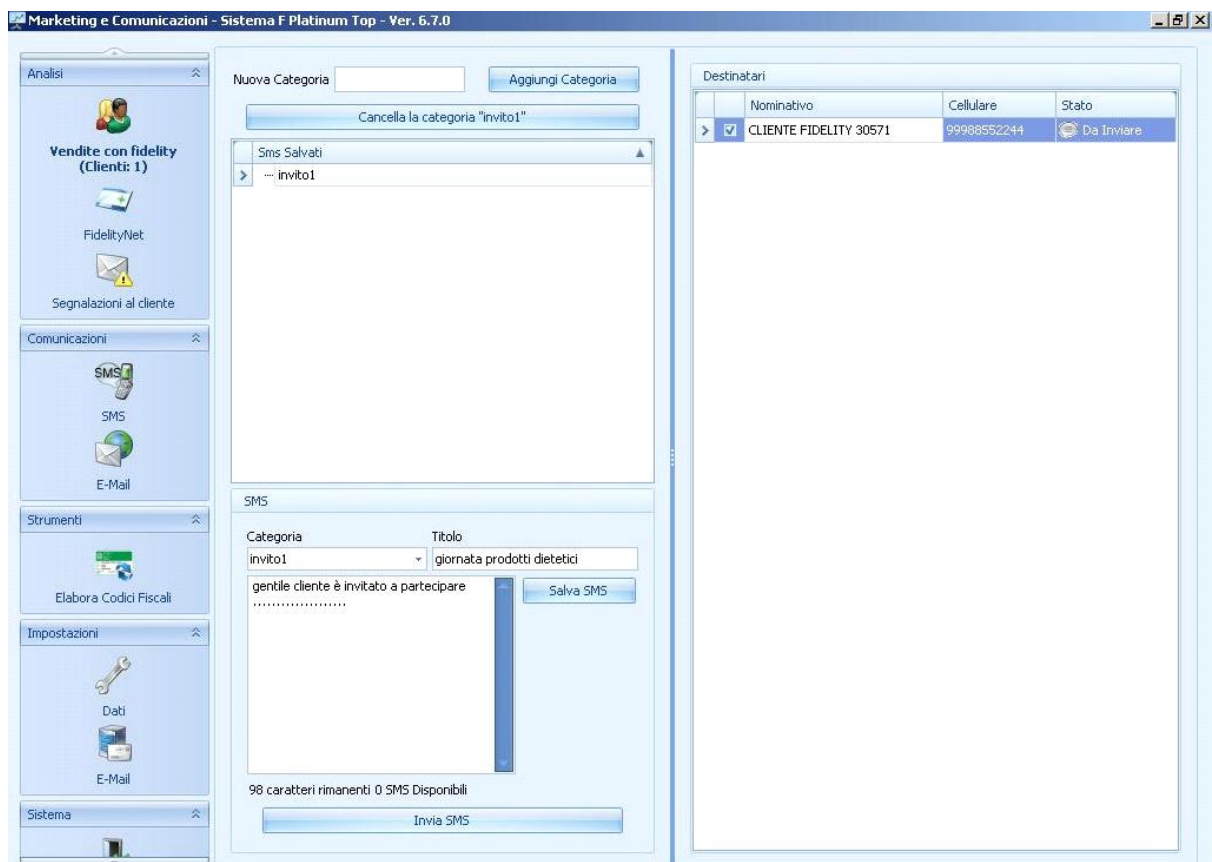 Marketing e Comunicazioni - Sistema F Platinum Top - Ver. 6.7.0
Analisi
Vendite con fidelity
(Clienti: 1)
FidelityNet
Segnalazioni al cliente
Comunicazioni
SMS
SMS
E-Mail
Strumenti
Elabora Codici Fiscali
Impostazioni
Dati
E-Mail
Sistema
Nuova Categoria
Aggiungi Categoria
Cancella la categoria "invito1"
Sms Salvati
invito1
SMS
Categoria Titolo
invito1 giornata prodotti dietetici
gentile cliente è invitato a partecipare
....................
Salva SMS
98 caratteri rimanenti 0 SMS Disponibili
Invia SMS
Destinatari
Nominativo Cellulare Stato
CLIENTE FIDELITY 30571 99988552244 Da Inviare